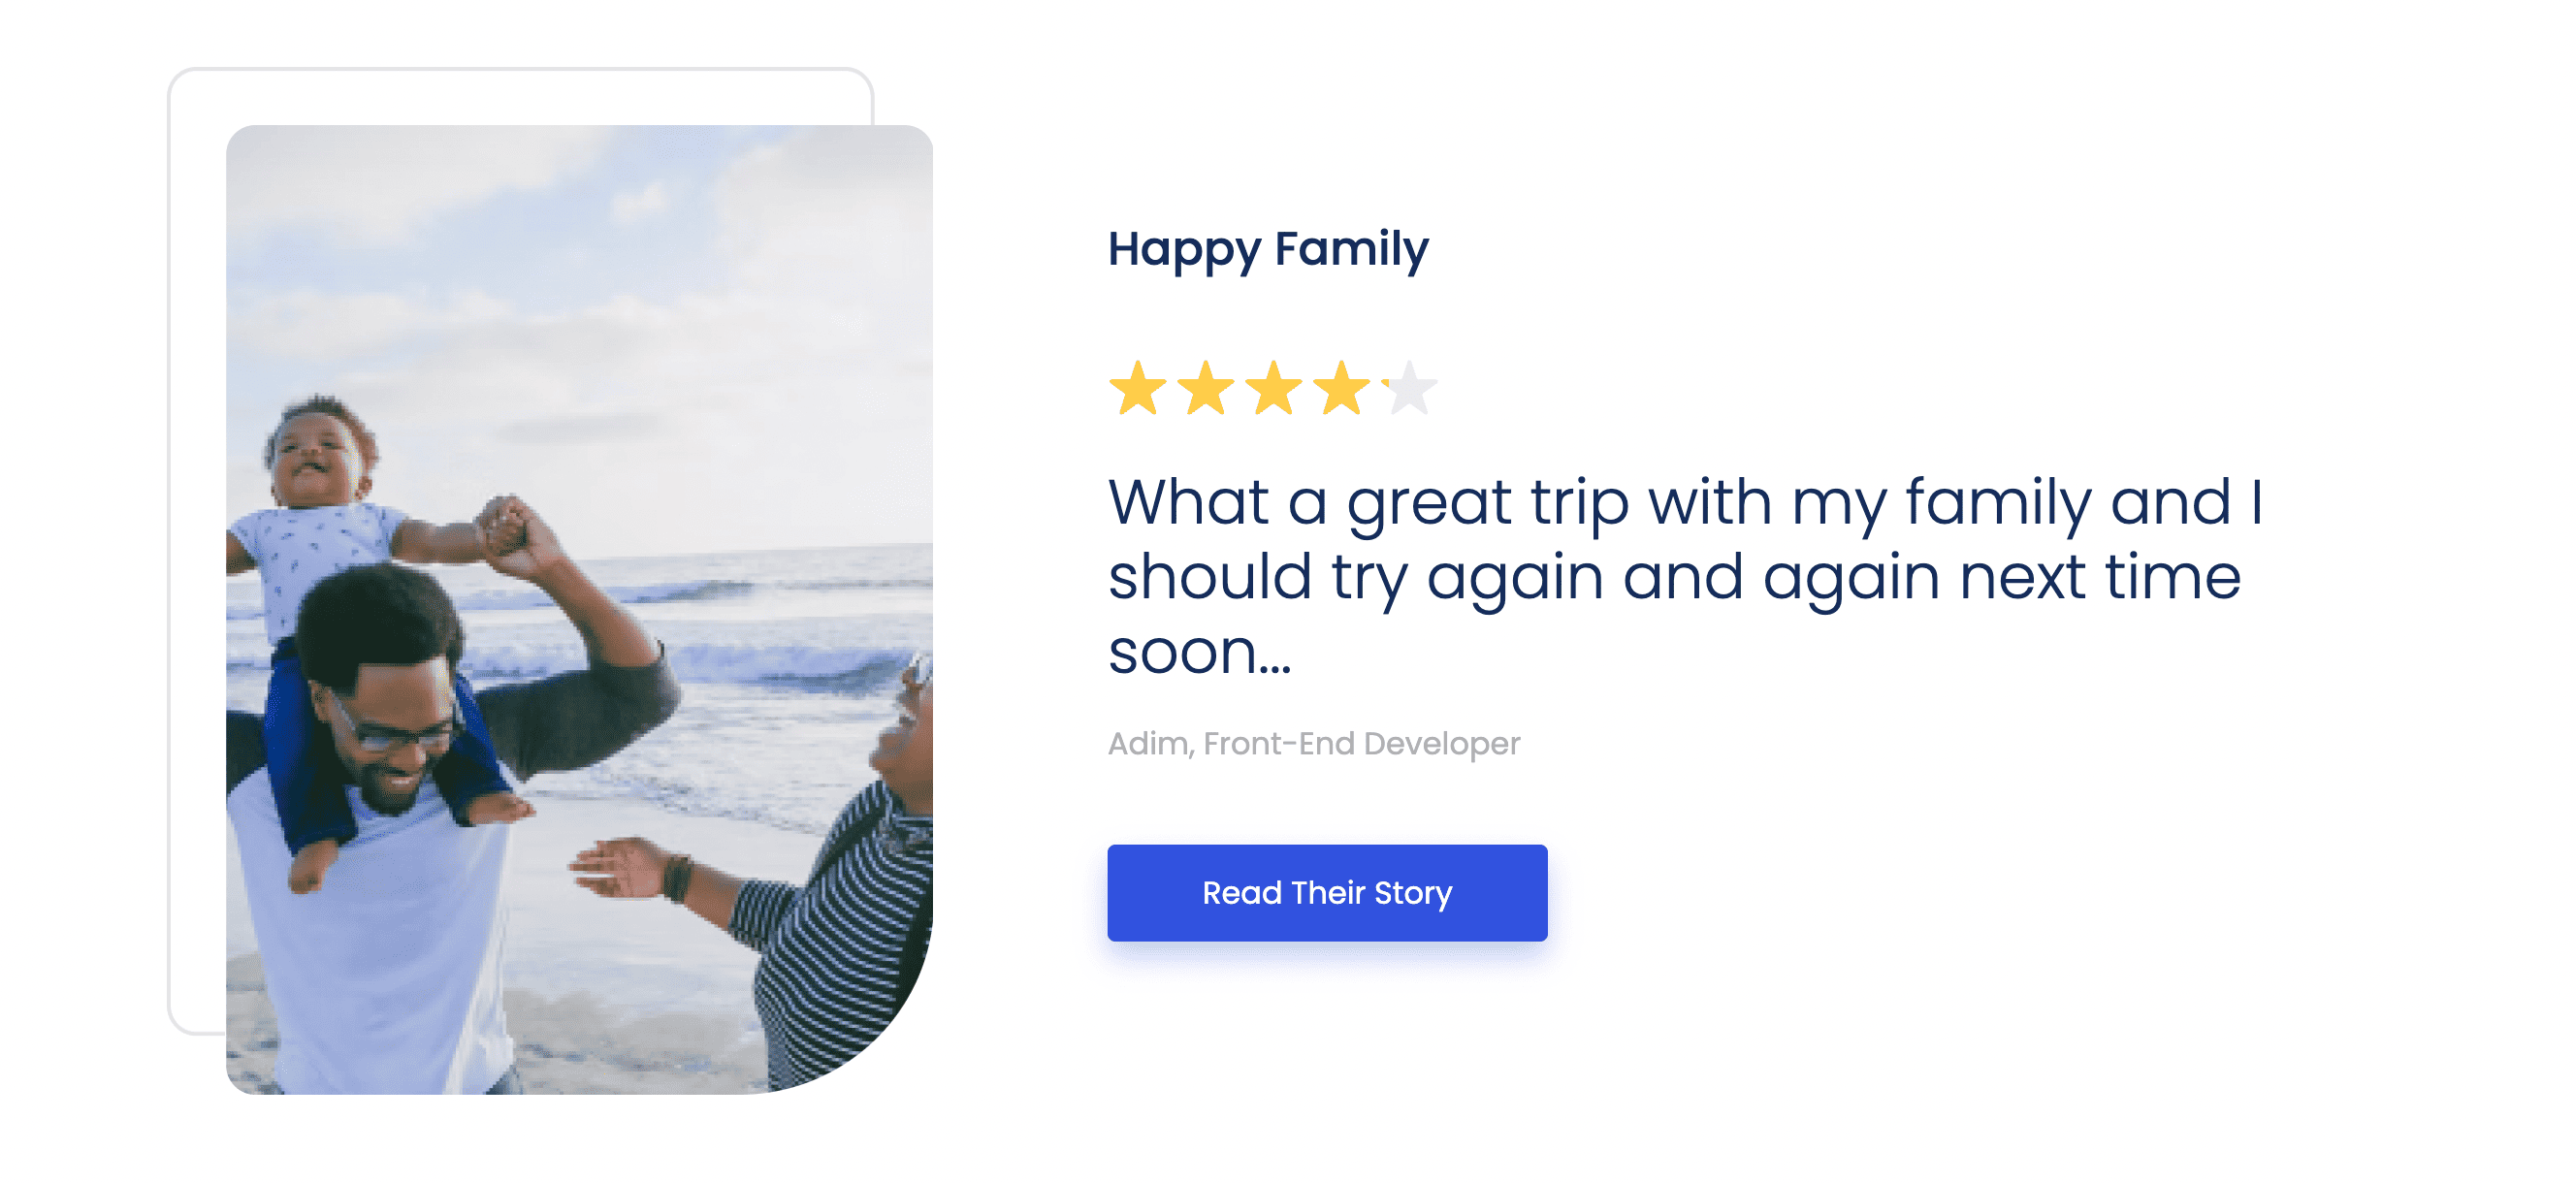 Happy Family
What a great trip with my family and I
should try again and again next time
soon...
Adim, Front-End Developer
Read Their Story